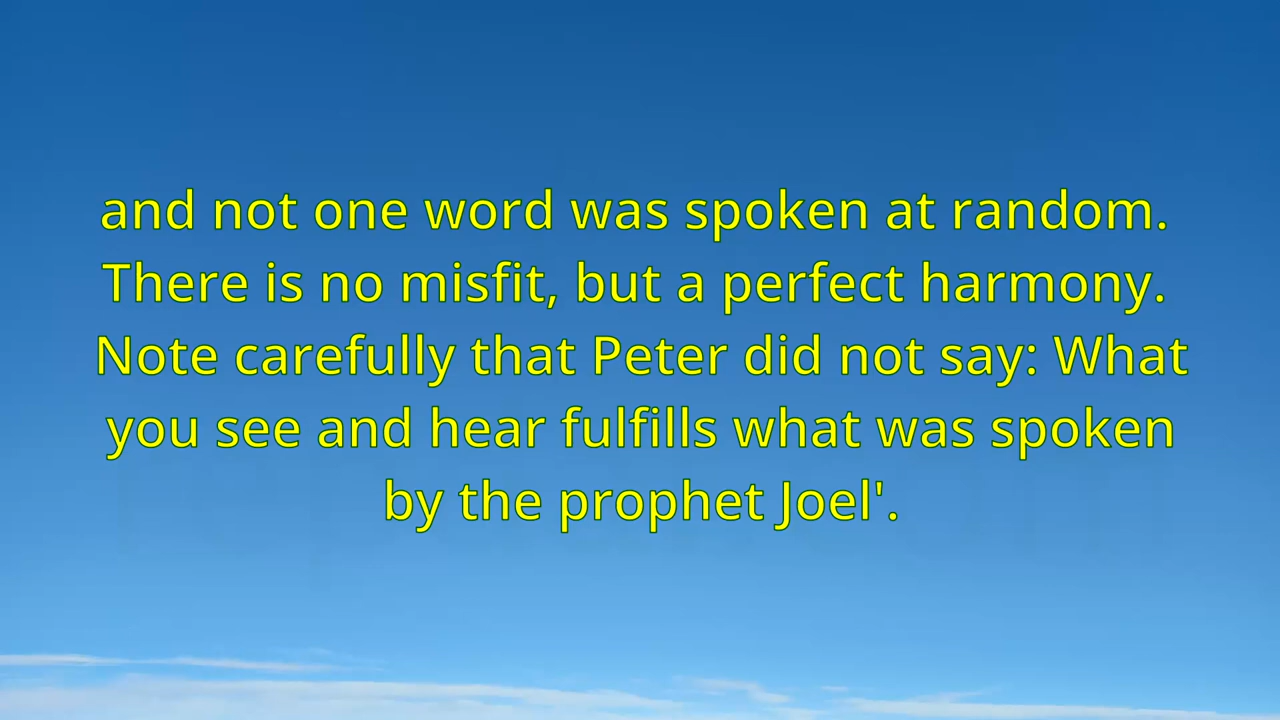 and not one word was spoken at random.
There is no misfit, but a perfect harmony.
Note carefully that Peter did not say: What
you see and hear fulfills what was spoken
by the prophet Joel'.